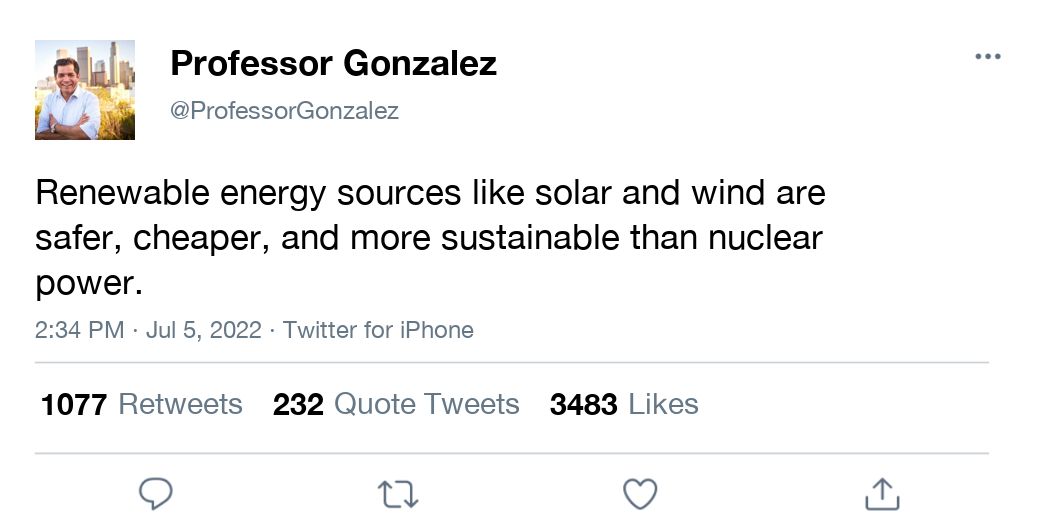 Professor Gonzalez
@ProfessorGonzalez
Renewable energy sources like solar and wind are
safer, cheaper, and more sustainable than nuclear
power.
2:34 PM · Jul 5, 2022 · Twitter for iPhone
1077 Retweets 232 Quote Tweets 3483 Likes